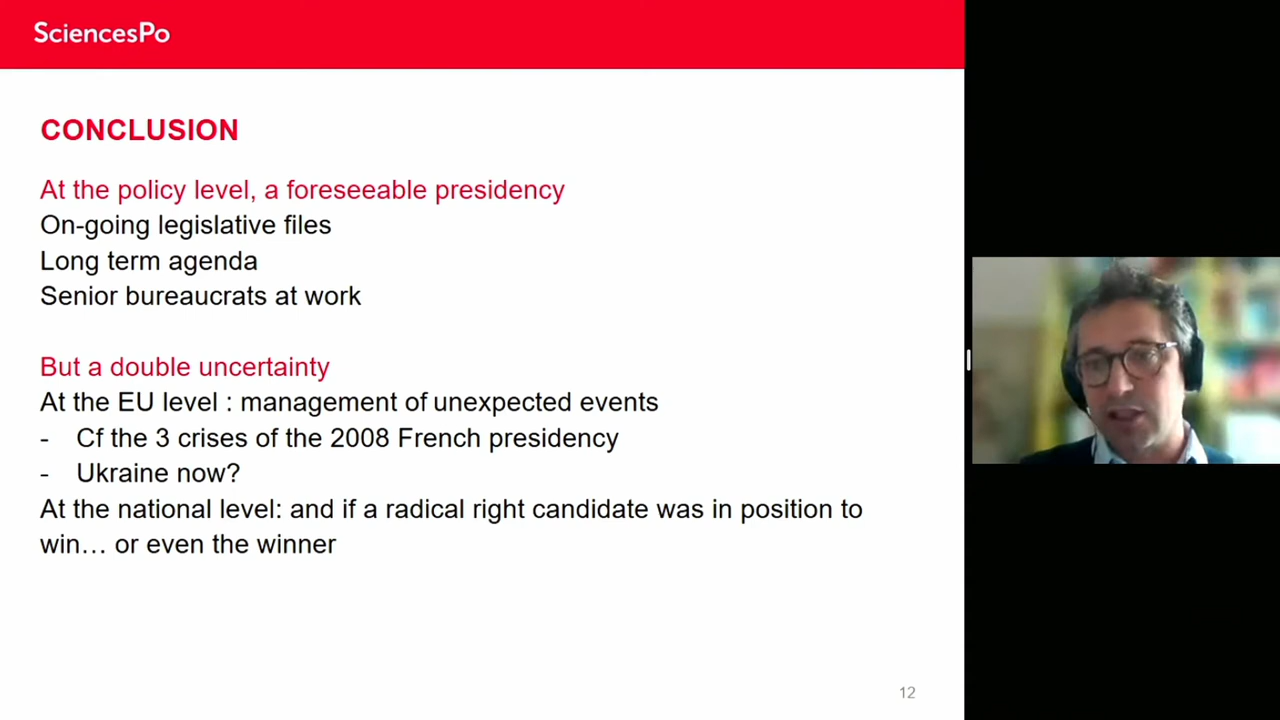 SciencesPo
CONCLUSION
At the policy level, a foreseeable presidency
On-going legislative files
Long term agenda
Senior bureaucrats at work
But a double uncertainty
At the EU level : management of unexpected events
- Cf the 3 crises of the 2008 French presidency
- Ukraine now?
At the national level: and if a radical right candidate was in position to
win… or even the winner
12